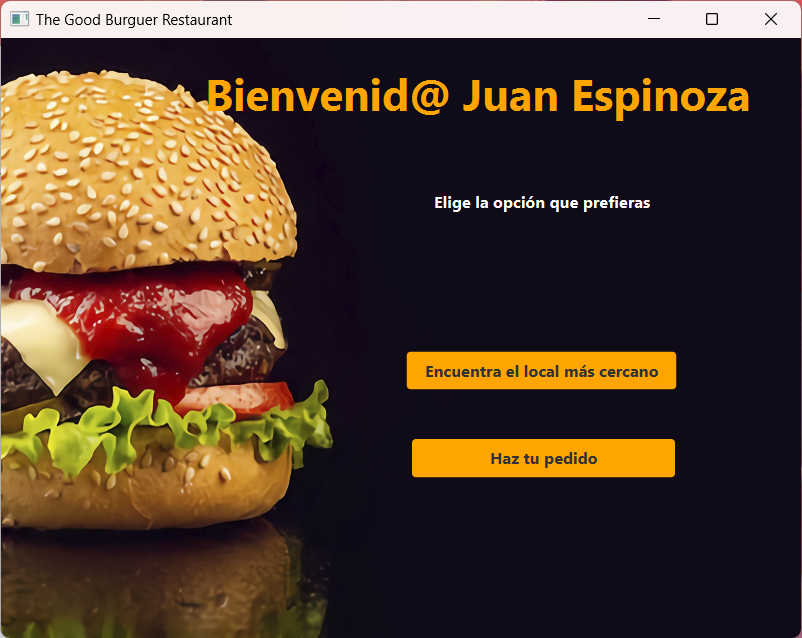 The Good Burguer Restaurant
Bienvenid@ Juan Espinoza
Elige la opción que prefieras
Encuentra el local más cercano
Haz tu pedido